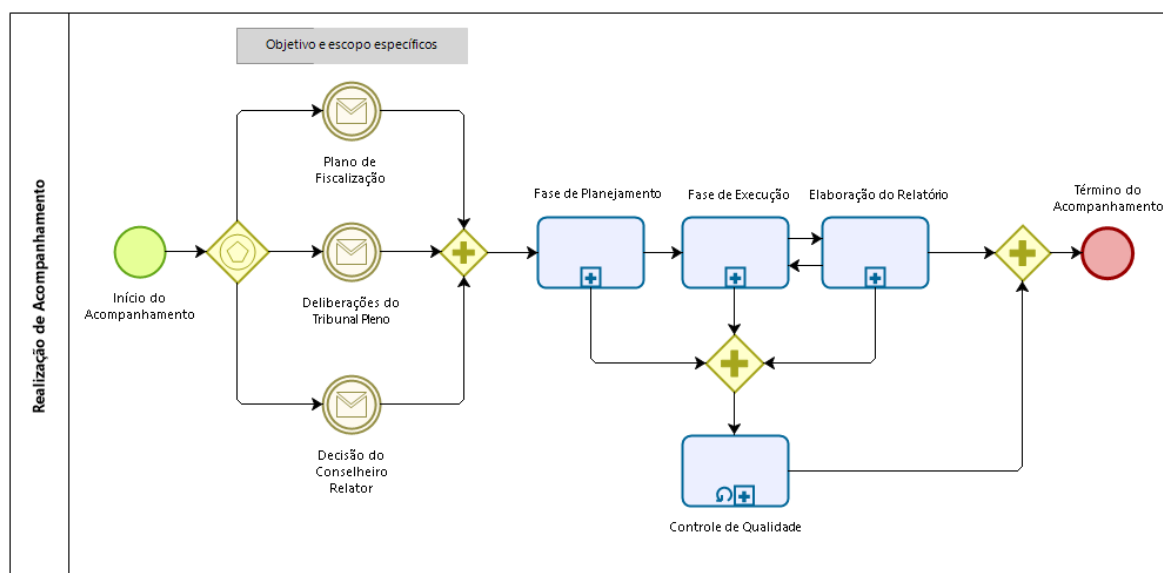 Realização de Acompanhamento
Objetivo e escopo específicos
Início do
Acompanhamento
Plano de
Fiscalização
Deliberações do
Tribunal Pleno
Decisão do
Conselheiro
Relator
Fase de Planejamento
Fase de Execução
Elaboração do Relatório
Controle de Qualidade
Término do
Acompanhamento